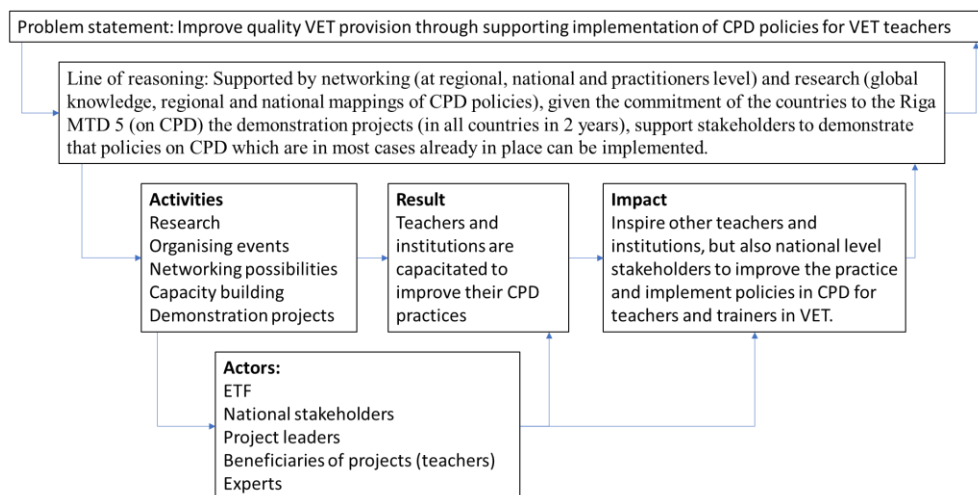 Problem statement: Improve quality VET provision through supporting implementation of CPD policies for VET teachers
Line of reasoning: Supported by networking (at regional, national and practitioners level) and research (global
knowledge, regional and national mappings of CPD policies), given the commitment of the countries to the Riga
MTD 5 (on CPD) the demonstration projects (in all countries in 2 years), support stakeholders to demonstrate
that policies on CPD which are in most cases already in place can be implemented.
Activities
Research
Organising events
Networking possibilities
Capacity building
Demonstration projects
Result
Teachers and
institutions are
capacitated to
improve their CPD
practices
Impact
Inspire other teachers and
institutions, but also national level
stakeholders to improve the practice
and implement policies in CPD for
teachers and trainers in VET.
Actors:
ETF
National stakeholders
Project leaders
Beneficiaries of projects (teachers)
Experts